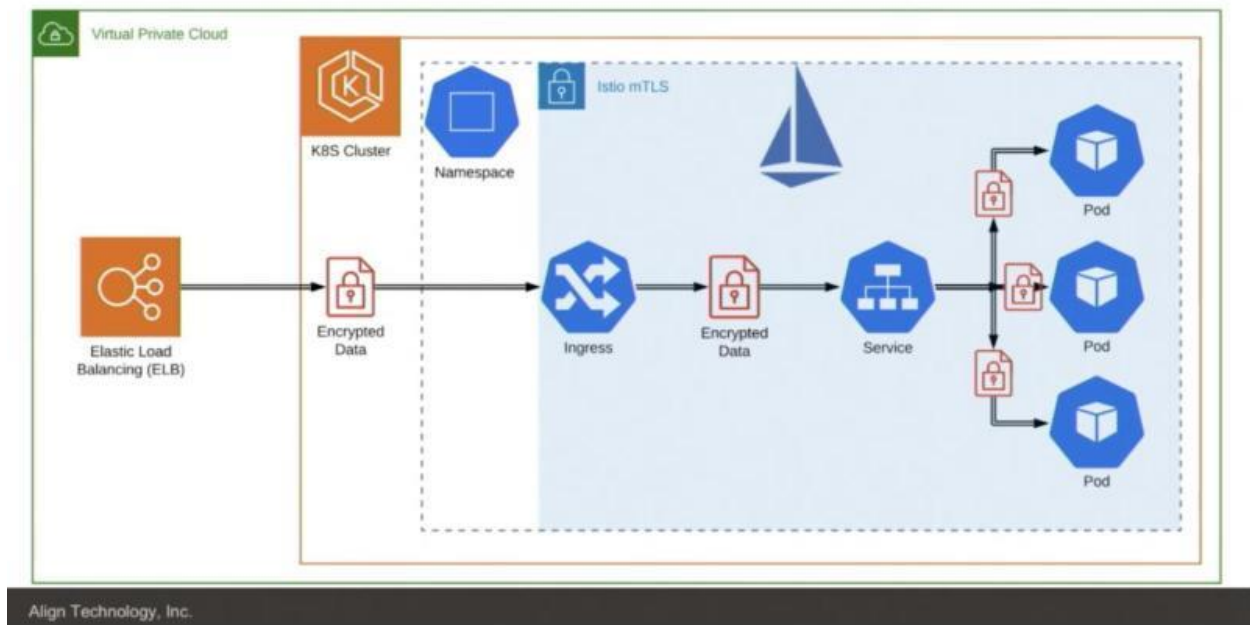 Virtual Private Cloud
K8S Cluster
Namespace
Istio mTLS
Pod
Elastic Load
Balancing (ELB)
Encrypted
Data
Ingress
Encrypted
Data
Service
Pod
Pod
Align Technology, Inc.